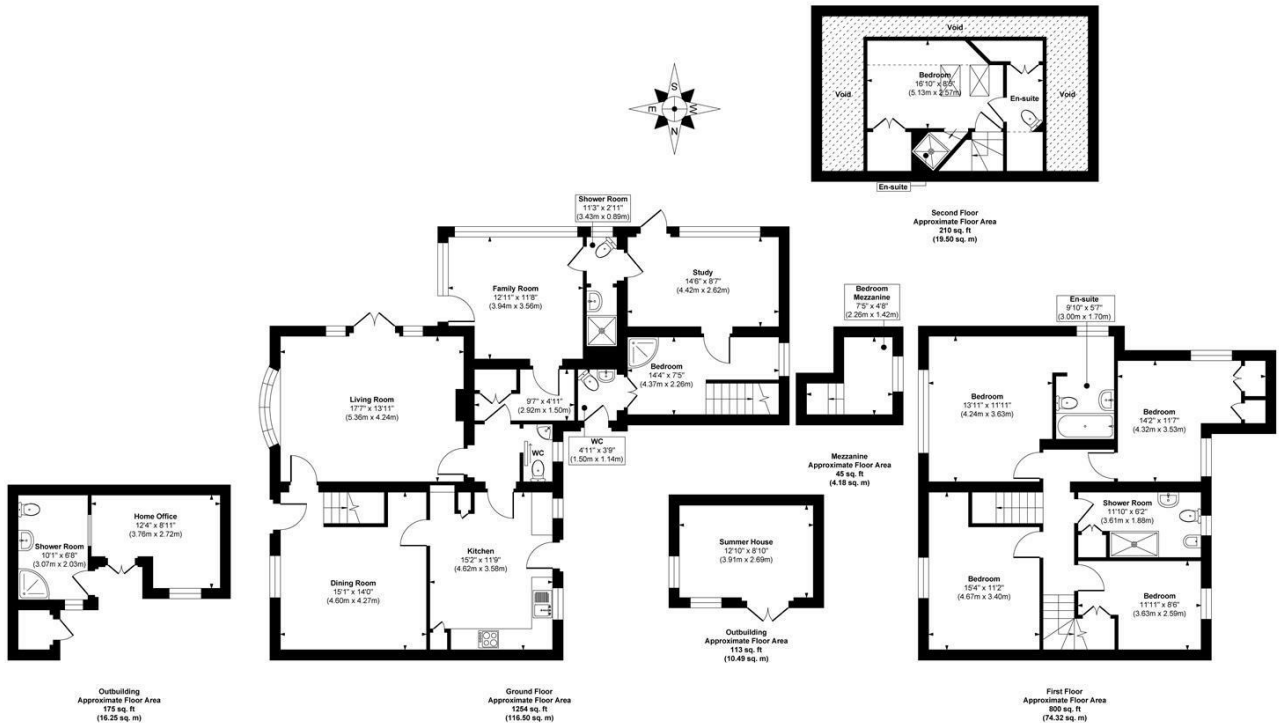 Void
Void
Void
Bedroom
16'10" x 8'5"
(5.13m x 2.57m)
En-suite
En-suite
Second Floor
Approximate Floor Area
210 sq. ft
(19.50 sq. m)
S
E
W
N
Shower Room
11'3" x 2'11"
(3.43m x 0.89m)
Family Room
12'11" x 11'8"
(3.94m x 3.56m)
Study
14'6" x 8'7"
(4.42m x 2.62m)
Living Room
17'7" x 13'11"
(5.36m x 4.24m)
9'7" x 4'11"
(2.92m x 1.50m)
Bedroom
14'4" x 7'5"
(4.37m x 2.26m)
WC
WC
4'11" x 3'9"
(1.50m x 1.14m)
Dining Room
15'1" x 14'0"
(4.60m x 4.27m)
Kitchen
15'2" x 11'9"
(4.62m x 3.58m)
Ground Floor
Approximate Floor Area
1254 sq. ft
(116.50 sq. m)
Bedroom
Mezzanine
7'5" x 4'8"
(2.26m x 1.42m)
Mezzanine
Approximate Floor Area
45 sq. ft
(4.18 sq. m)
Home Office
12'4" x 8'11"
(3.76m x 2.72m)
Shower Room
10'1" x 6'8"
(3.07m x 2.03m)
Outbuilding
Approximate Floor Area
175 sq. ft
(16.25 sq. m)
Summer House
12'10" x 8'10"
(3.91m x 2.69m)
Outbuilding
Approximate Floor Area
113 sq. ft
(10.49 sq. m)
En-suite
9'10" x 5'7"
(3.00m x 1.70m)
Bedroom
13'11" x 11'11"
(4.24m x 3.63m)
Bedroom
14'2" x 11'7"
(4.32m x 3.53m)
Shower Room
11'10" x 6'2"
(3.61m x 1.88m)
Bedroom
15'4" x 11'2"
(4.67m x 3.40m)
Bedroom
11'11" x 8'6"
(3.63m x 2.59m)
First Floor
Approximate Floor Area
800 sq. ft
(74.32 sq. m)